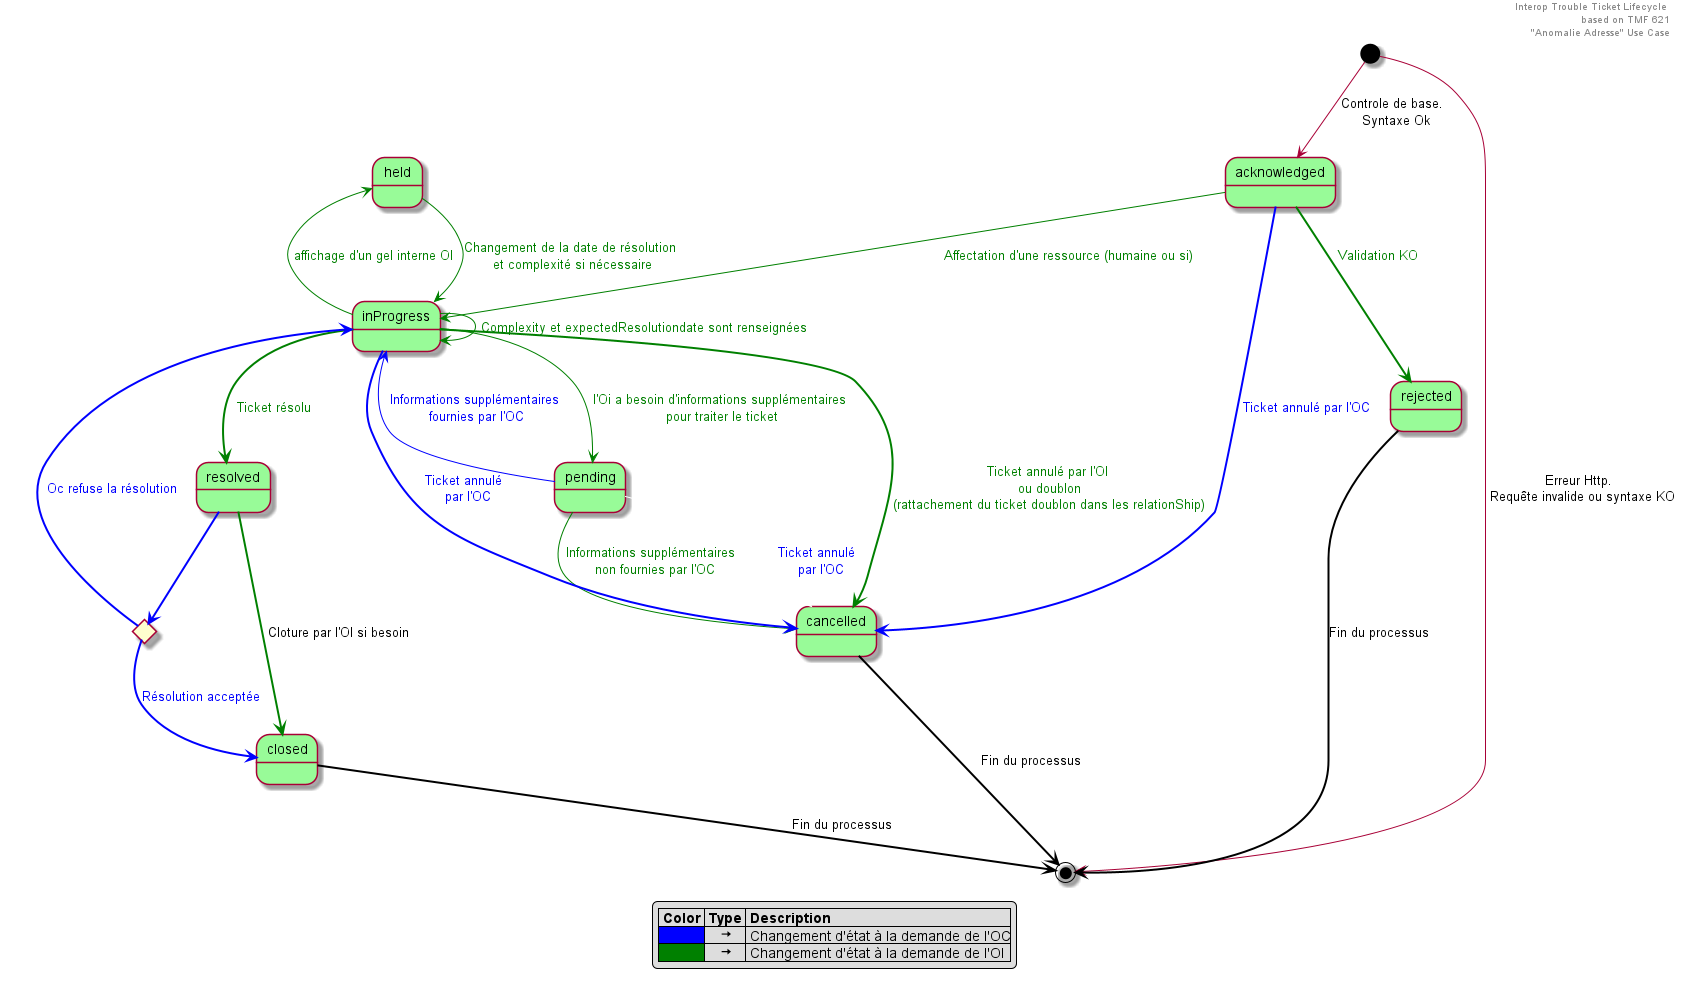 Interop Trouble Ticket Lifecycle
based on TMF 621
"Anomalie Adresse" Use Case
Controle de base.
Syntaxe Ok
held
acknowledged
Changement de la date de résolution
et complexité si nécessaire
affichage d'un gel interne OI
Affectation d'une ressource (humaine ou si)
Validation KO
inProgress
Complexity et expectedResolutiondate sont renseignées
rejected
Ticket résolu
Informations supplémentaires
fournies par l'OC
l'Oi a besoin d'informations supplémentaires
pour traiter le ticket
Ticket annulé par l'OC
resolved
pending
Oc refuse la résolution
Ticket annulé
par l'OC
Ticket annulé par l'OI
ou doublon
(rattachement du ticket doublon dans les relationShip)
Erreur Http.
Requête invalide ou syntaxe KO
Informations supplémentaires
non fournies par l'OC
Ticket annulé
par l'OC
cancelled
Cloture par l'OI si besoin
Fin du processus
Résolution acceptée
closed
Fin du processus
Fin du processus
Color Type Description
→ Changement d'état à la demande de l'OC
→ Changement d'état à la demande de l'OI